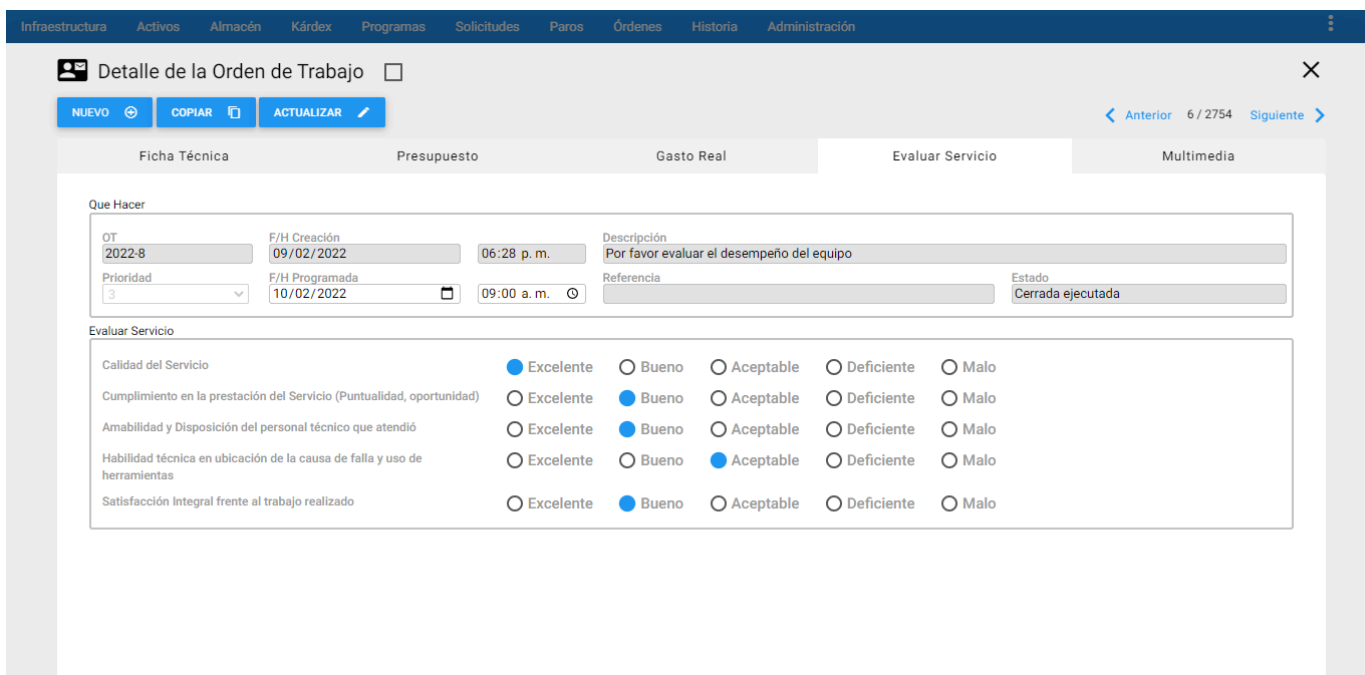 Infraestructura Activos Almacén Kárdex Programas Solicitudes Paros Órdenes Historia Administración
Detalle de la Orden de Trabajo
NUEVO COPIAR ACTUALIZAR
Anterior 6 / 2754 Siguiente
Ficha Técnica Presupuesto Gasto Real Evaluar Servicio Multimedia
Que Hacer
OT F/H Creación Descripción
2022-8 09/02/2022 06:28 p. m. Por favor evaluar el desempeño del equipo
Prioridad F/H Programada Referencia Estado
3 10/02/2022 09:00 a. m. Cerrada ejecutada
Evaluar Servicio
Calidad del Servicio Excelente Bueno Aceptable Deficiente Malo
Cumplimiento en la prestación del Servicio (Puntualidad, oportunidad) Excelente Bueno Aceptable Deficiente Malo
Amabilidad y Disposición del personal técnico que atendió Excelente Bueno Aceptable Deficiente Malo
Habilidad técnica en ubicación de la causa de falla y uso de Excelente Bueno Aceptable Deficiente Malo
herramientas
Satisfacción Integral frente al trabajo realizado Excelente Bueno Aceptable Deficiente Malo